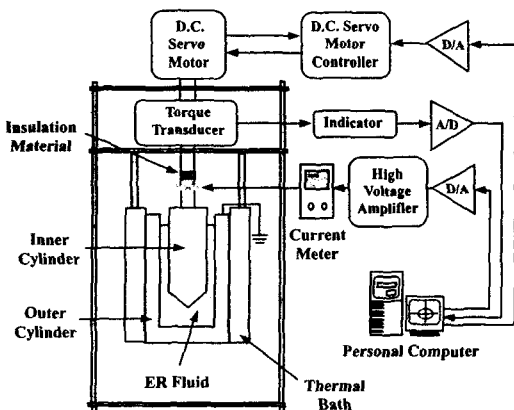 D.C.
Servo
Motor
D.C. Servo
Motor
Controller
D/A
Torque
Transducer
Indicator
A/D
Insulation
Material
High
Voltage
Amplifier
D/A
Current
Meter
Inner
Cylinder
Outer
Cylinder
ER Fluid
Thermal
Bath
Personal Computer